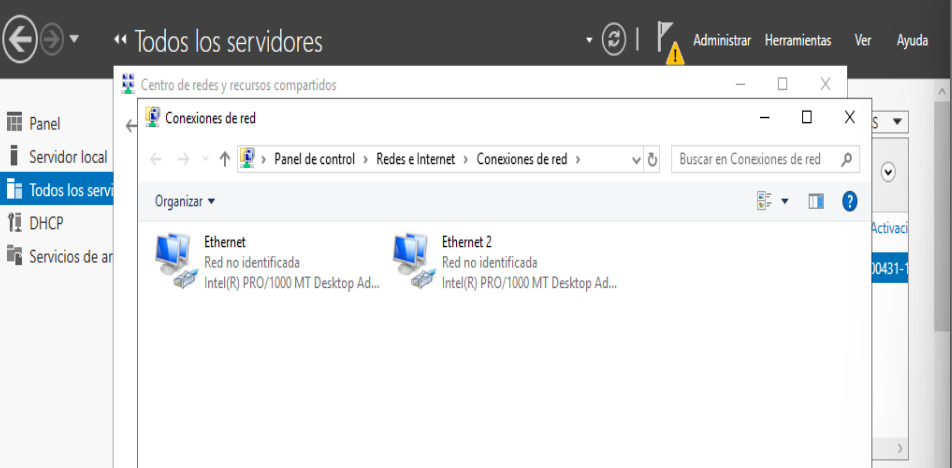 Todos los servidores
Administrar Herramientas Ver Ayuda
Centro de redes y recursos compartidos
Conexiones de red
Panel de control > Redes e Internet > Conexiones de red >
Buscar en Conexiones de red
Organizar
Panel
Servidor local
Todos los servi
DHCP
Servicios de ar
Ethernet
Red no identificada
Intel(R) PRO/1000 MT Desktop Ad...
Ethernet 2
Red no identificada
Intel(R) PRO/1000 MT Desktop Ad...
S
Activaci
00431-1